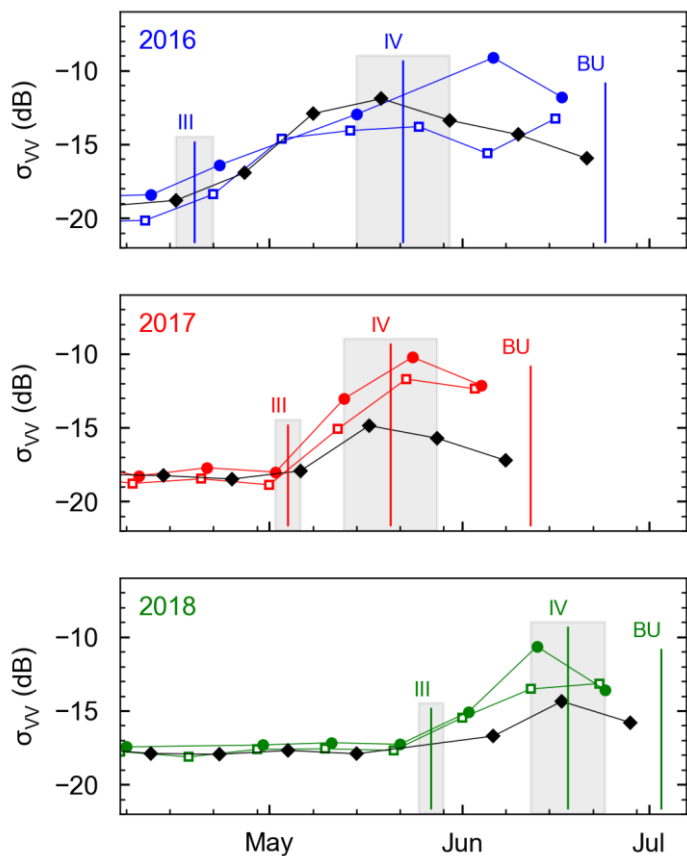 2016
III
IV
BU
−10
−15
−20
σVV (dB)
2017
III
IV
BU
−10
−15
−20
σVV (dB)
2018
III
IV
BU
−10
−15
−20
σVV (dB)
May Jun Jul